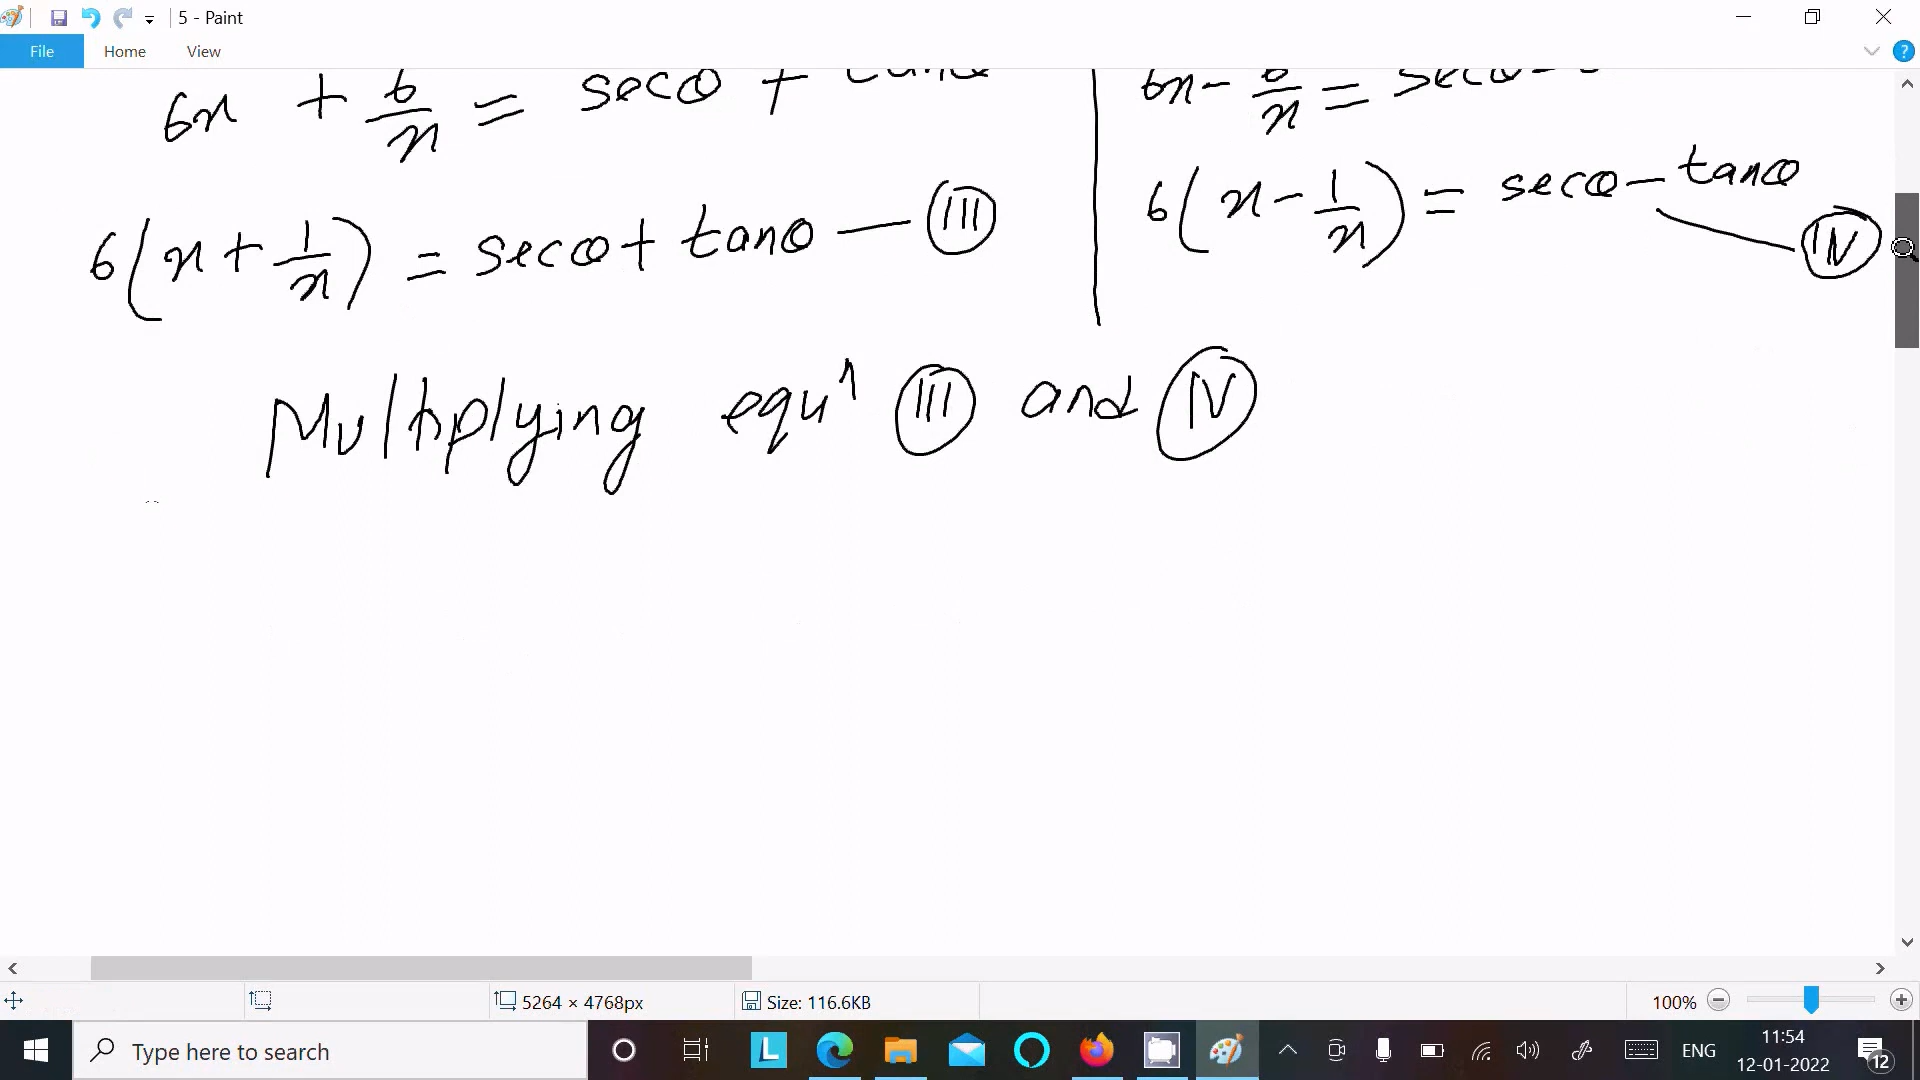 5 - Paint
File Home View
6x + 6/x = secθ + tanθ
6x - 6/x = secθ -
6(x + 1/x) = secθ + tanθ — III
6(x - 1/x) = secθ - tanθ — IV
Multiplying equ^n III and IV
5264 × 4768px Size: 116.6KB 100%
Type here to search
L
ENG
11:54
12-01-2022
12